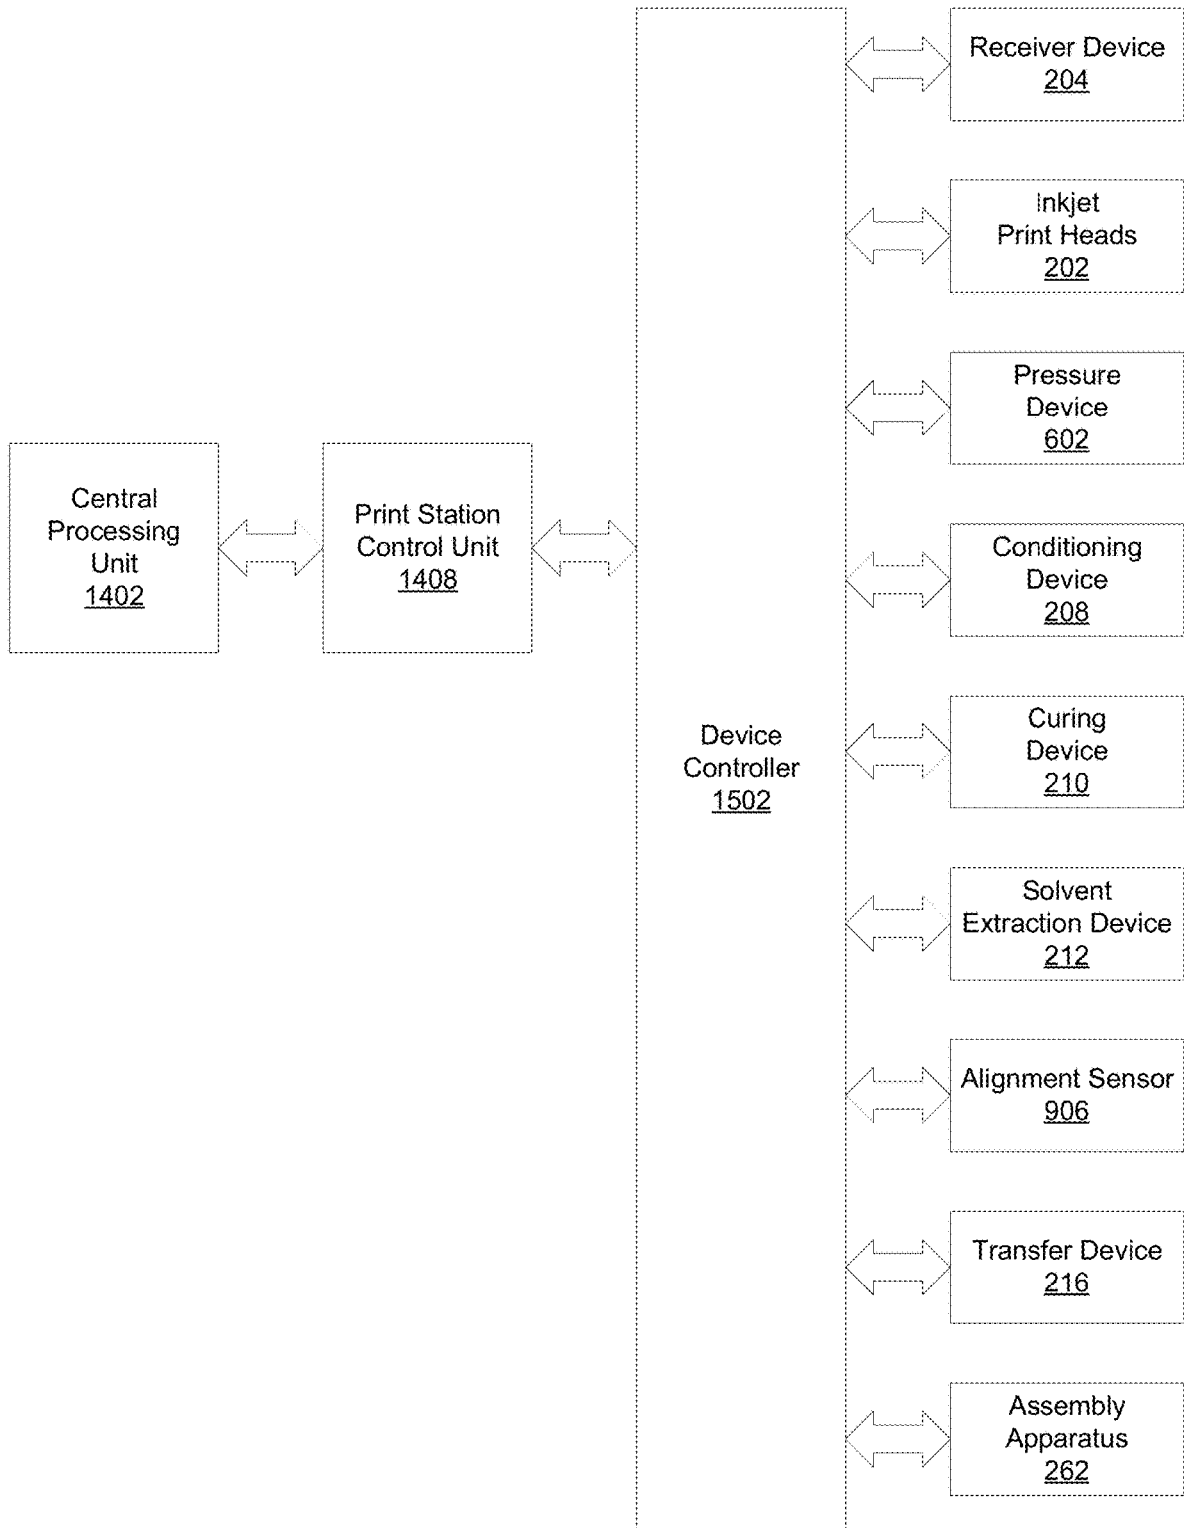 Receiver Device
204
Inkjet
Print Heads
202
Pressure
Device
602
Central
Processing
Unit
1402
Print Station
Control Unit
1408
Conditioning
Device
208
Device
Controller
1502
Curing
Device
210
Solvent
Extraction Device
212
Alignment Sensor
906
Transfer Device
216
Assembly
Apparatus
262